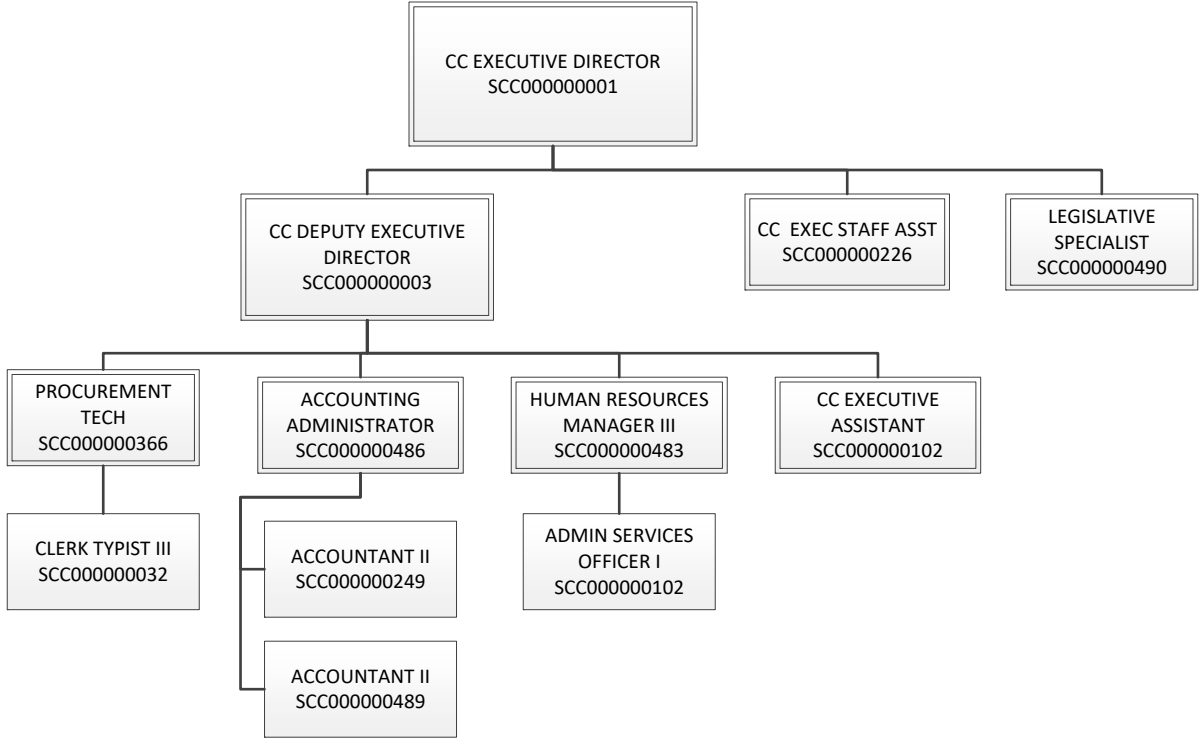 CC EXECUTIVE DIRECTOR
SCC000000001
CC DEPUTY EXECUTIVE
DIRECTOR
SCC000000003
CC  EXEC STAFF ASST
SCC000000226
LEGISLATIVE
SPECIALIST
SCC000000490
PROCUREMENT
TECH
SCC000000366
ACCOUNTING
ADMINISTRATOR
SCC000000486
HUMAN RESOURCES
MANAGER III
SCC000000483
CC EXECUTIVE
ASSISTANT
SCC000000102
CLERK TYPIST III
SCC000000032
ACCOUNTANT II
SCC000000249
ADMIN SERVICES
OFFICER I
SCC000000102
ACCOUNTANT II
SCC000000489